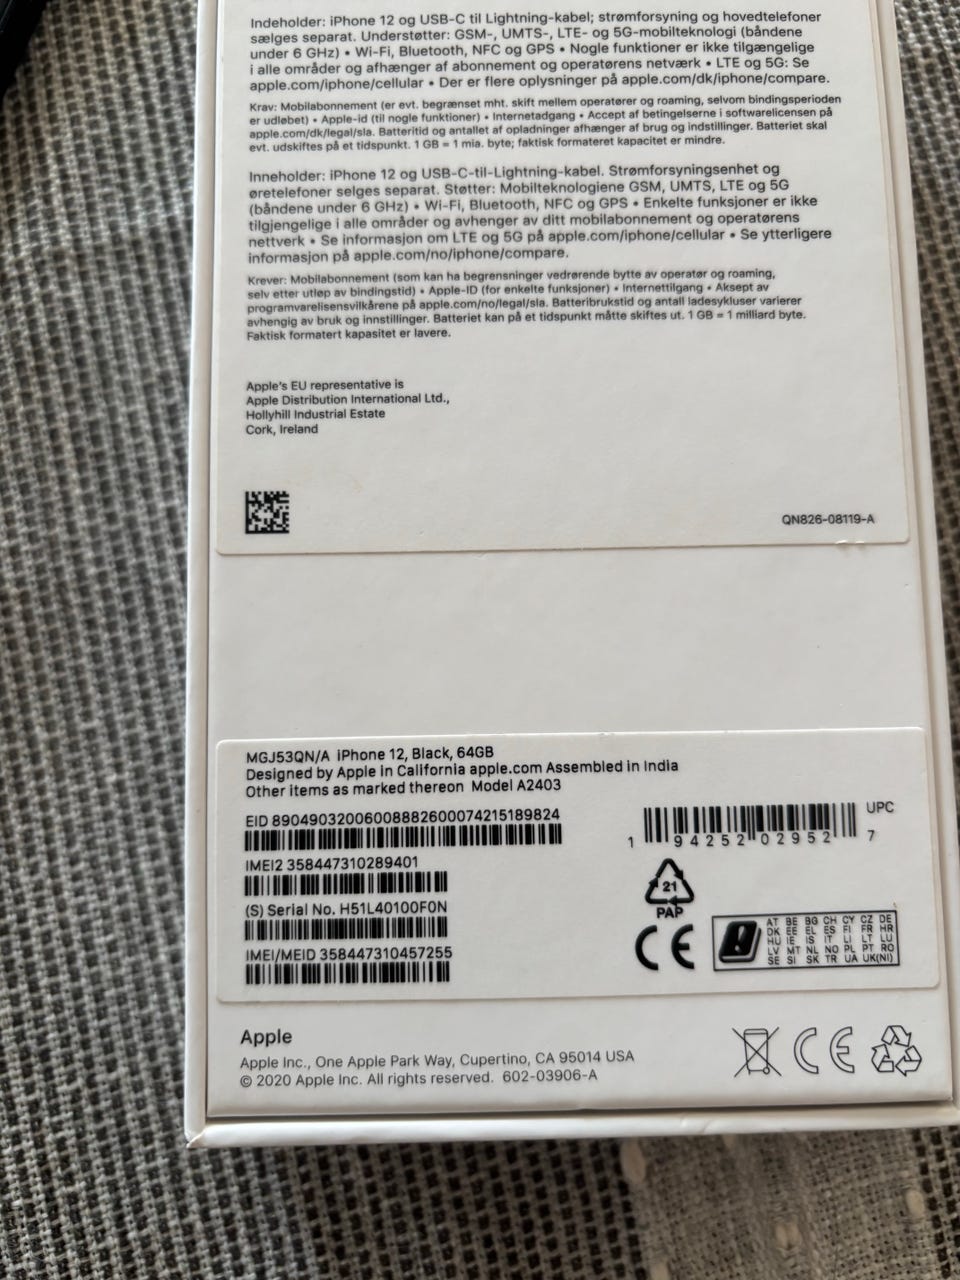 Indeholder: iPhone 12 og USB-C til Lightning-kabel; strømforsyning og hovedtelefoner
sælges separat. Understøtter: GSM-, UMTS-, LTE- og 5G-mobilteknologi (båndene
under 6 GHz) • Wi-Fi, Bluetooth, NFC og GPS • Nogle funktioner er ikke tilgængelige
i alle områder og afhænger af abonnement og operatørens netværk • LTE og 5G: Se
apple.com/iphone/cellular • Der er flere oplysninger på apple.com/dk/iphone/compare.
Krav: Mobilabonnement (er evt. begrænset mht. skift mellem operatører og roaming, selvom bindingsperioden
er udløbet) • Apple-id (til nogle funktioner) • Internetadgang • Accept af betingelserne i softwarelicensen på
apple.com/dk/legal/sla. Batteritid og antallet af opladninger afhænger af brug og indstillinger. Batteriet skal
evt. udskiftes på et tidspunkt. 1 GB = 1 mia. byte; faktisk formateret kapacitet er mindre.
Inneholder: iPhone 12 og USB-C-til-Lightning-kabel. Strømforsyningsenhet og
øretelefoner selges separat. Støtter: Mobilteknologiene GSM, UMTS, LTE og 5G
(båndene under 6 GHz) • Wi-Fi, Bluetooth, NFC og GPS • Enkelte funksjoner er ikke
tilgjengelige i alle områder og avhenger av ditt mobilabonnement og operatørens
nettverk • Se informasjon om LTE og 5G på apple.com/iphone/cellular • Se ytterligere
informasjon på apple.com/no/iphone/compare.
Krever: Mobilabonnement (som kan ha begrensninger vedrørende bytte av operatør og roaming,
selv etter utløp av bindingstid) • Apple-ID (for enkelte funksjoner) • Internettilgang • Aksept av
programvarelisensvilkårene på apple.com/no/legal/sla. Batteribrukstid og antall ladesykluser varierer
avhengig av bruk og innstillinger. Batteriet kan på et tidspunkt måtte skiftes ut. 1 GB = 1 milliard byte.
Faktisk formatert kapasitet er lavere.
Apple's EU representative is
Apple Distribution International Ltd.,
Hollyhill Industrial Estate
Cork, Ireland
QN826-08119-A
MGJ53QN/A iPhone 12, Black, 64GB
Designed by Apple in California apple.com Assembled in India
Other items as marked thereon Model A2403
EID 89049032006008882600074215189824
UPC
1 94252 02952 7
IMEI2 358447310289401
(S) Serial No. H51L40100F0N
IMEI/MEID 358447310457255
21
PAP
CE
AT BE BG CH CY CZ DE
DK EE EL ES FI FR HR
HU IE IS IT LI LT LU
LV MT NL NO PL PT RO
SE SI SK TR UA UK(NI)
Apple
Apple Inc., One Apple Park Way, Cupertino, CA 95014 USA
© 2020 Apple Inc. All rights reserved. 602-03906-A
CE